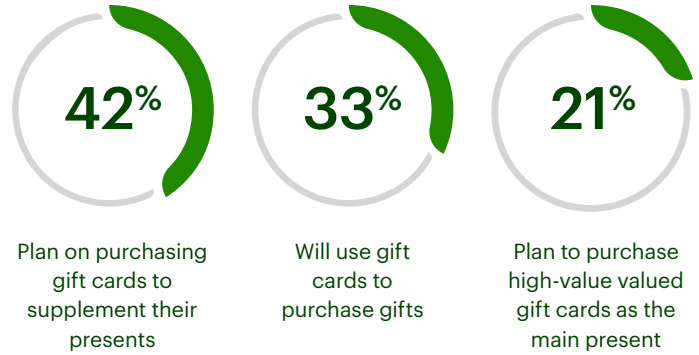 42%
Plan on purchasing
gift cards to
supplement their
presents
33%
Will use gift
cards to
purchase gifts
21%
Plan to purchase
high-value valued
gift cards as the
main present